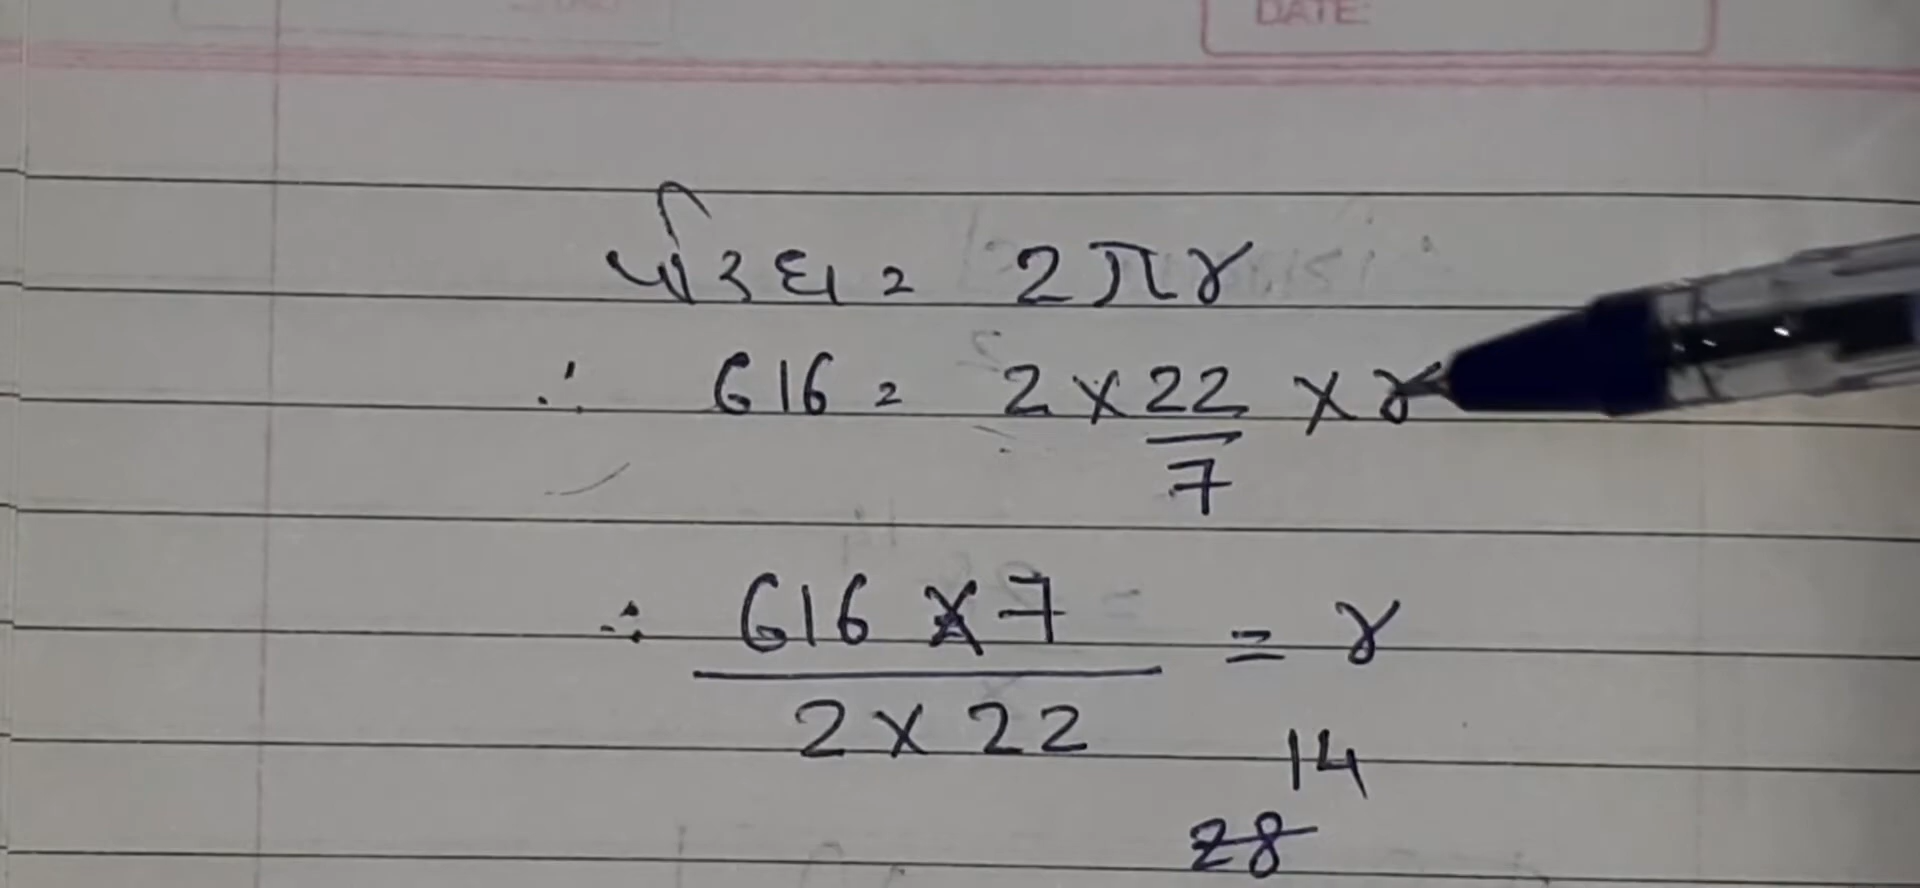 DATE:
પરિઘ = 2πr
∴ 616 = 2 × 22/7 × r
∴ 616 × 7 / 2 × 22 = r
14
28